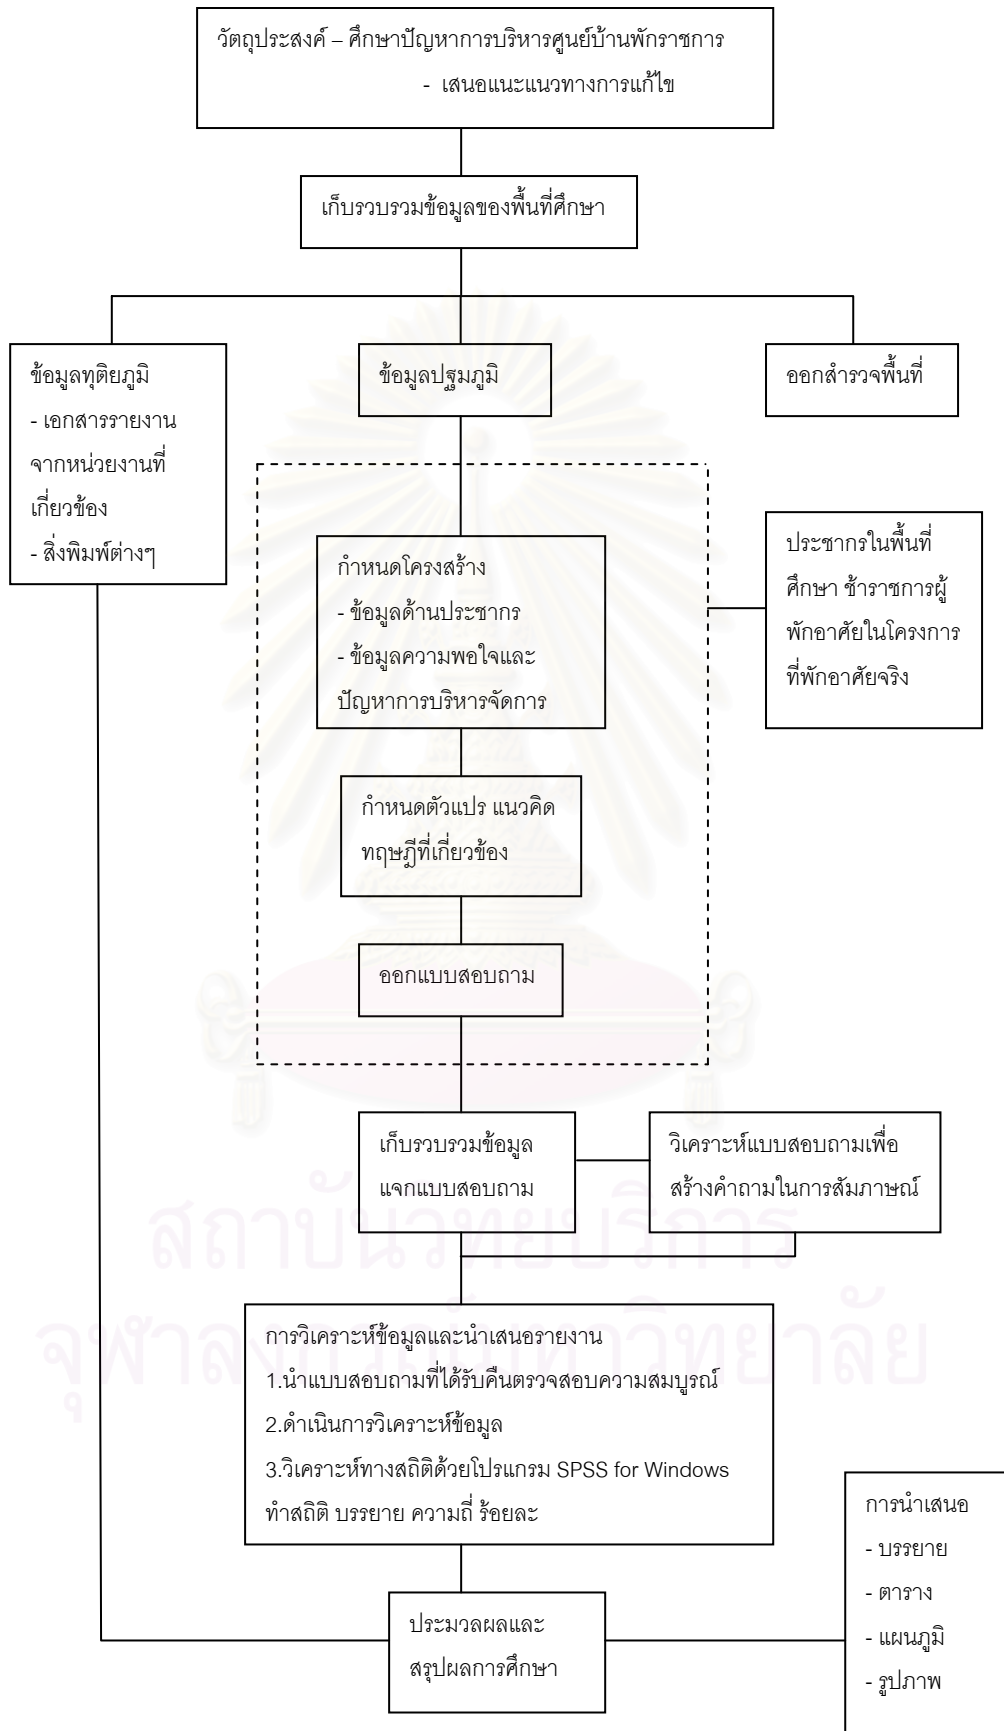 วัตถุประสงค์ – ศึกษาปัญหาการบริหารศูนย์บ้านพักราชการ
- เสนอแนะแนวทางการแก้ไข
เก็บรวบรวมข้อมูลของพื้นที่ศึกษา
ข้อมูลทุติยภูมิ
- เอกสารรายงาน
จากหน่วยงานที่
เกี่ยวข้อง
- สิ่งพิมพ์ต่างๆ
ข้อมูลปฐมภูมิ
ออกสำรวจพื้นที่
กำหนดโครงสร้าง
- ข้อมูลด้านประชากร
- ข้อมูลความพอใจและ
ปัญหาการบริหารจัดการ
ประชากรในพื้นที่
ศึกษา ข้าราชการผู้
พักอาศัยในโครงการ
ที่พักอาศัยจริง
กำหนดตัวแปร แนวคิด
ทฤษฎีที่เกี่ยวข้อง
ออกแบบสอบถาม
เก็บรวบรวมข้อมูล
แจกแบบสอบถาม
วิเคราะห์แบบสอบถามเพื่อ
สร้างคำถามในการสัมภาษณ์
สถาบันวิทยบริการ
จุฬาลงกรณ์มหาวิทยาลัย
การวิเคราะห์ข้อมูลและนำเสนอรายงาน
1.นำแบบสอบถามที่ได้รับคืนตรวจสอบความสมบูรณ์
2.ดำเนินการวิเคราะห์ข้อมูล
3.วิเคราะห์ทางสถิติด้วยโปรแกรม SPSS for Windows
ทำสถิติ บรรยาย ความถี่ ร้อยละ
การนำเสนอ
- บรรยาย
- ตาราง
- แผนภูมิ
- รูปภาพ
ประมวลผลและ
สรุปผลการศึกษา